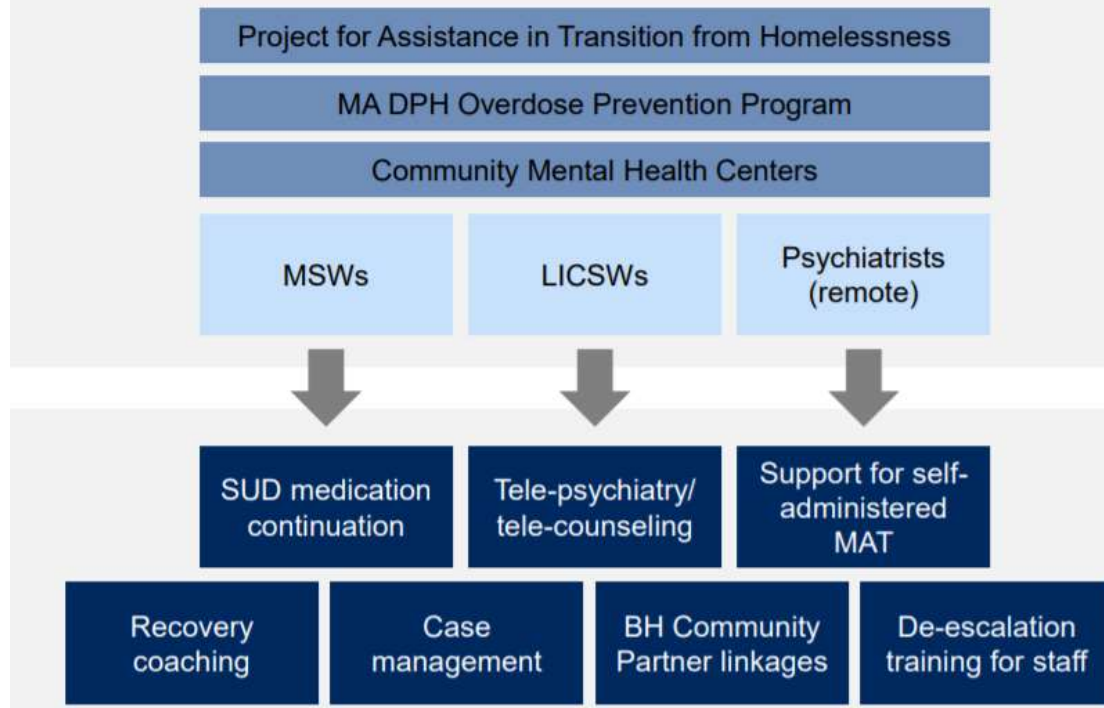 Project for Assistance in Transition from Homelessness
MA DPH Overdose Prevention Program
Community Mental Health Centers
MSWs
LICSWs
Psychiatrists
(remote)
SUD medication
continuation
Tele-psychiatry/
tele-counseling
Support for self-
administered
MAT
Recovery
coaching
Case
management
BH Community
Partner linkages
De-escalation
training for staff